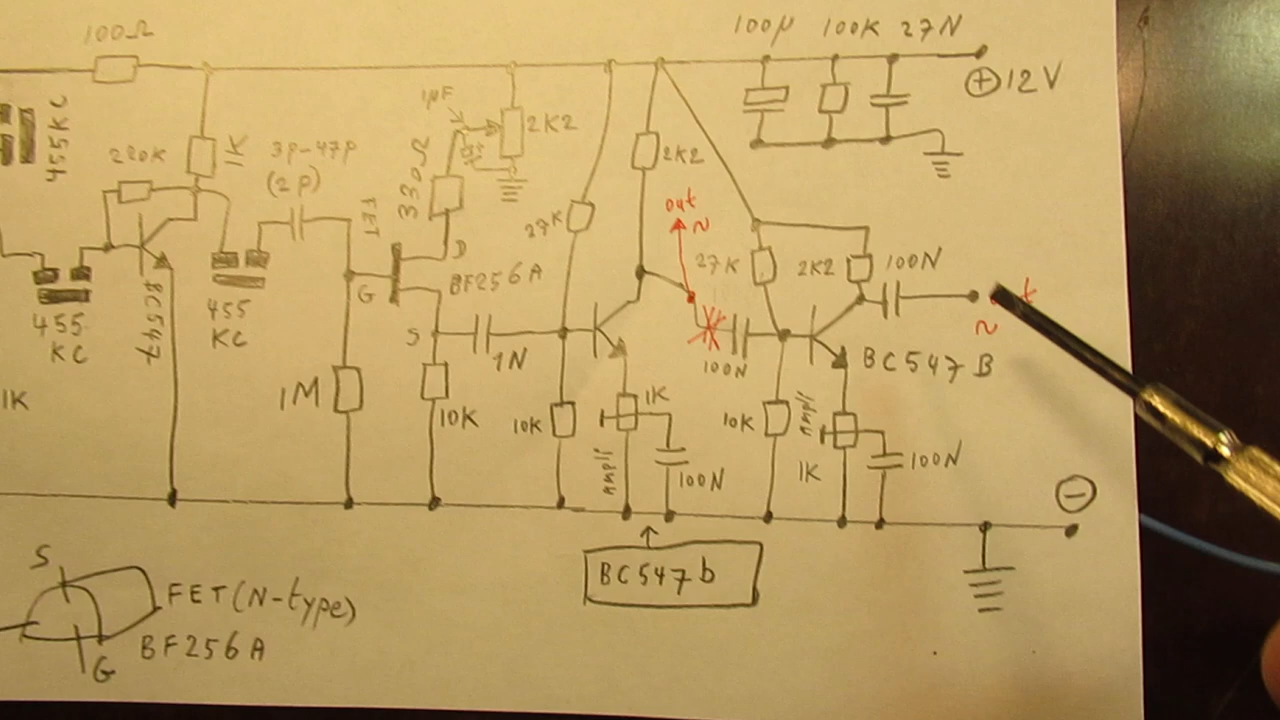 100Ω
100µ 100K 27N
+ 12V
455KC
220K
1K
3p-47p
(2p)
1µF
2K2
2K2
330Ω
FET
27K
out
~
D
G
BF256A
S
455
KC
BC547
455
KC
27K
2K2
100N
~
1N
100N
BC547B
1K
1M
10K
10K
1K
10K
Ampli
Ampli
1K
100N
100N
-
BC547b
S
FET(N-type)
BF256A
G